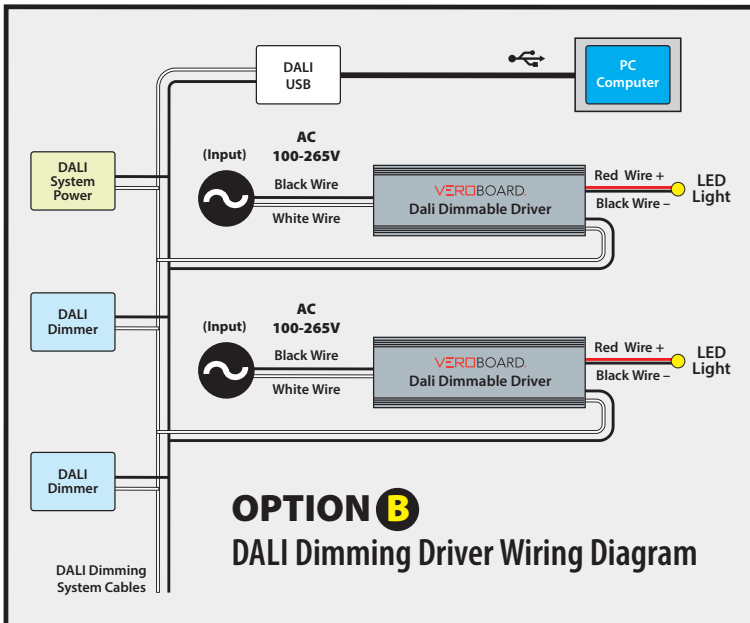 DALI
USB
PC
Computer
DALI
System
Power
(Input)
AC
100-265V
Black Wire
White Wire
VEROBOARD.
Dali Dimmable Driver
Red Wire +
Black Wire –
LED
Light
DALI
Dimmer
(Input)
AC
100-265V
Black Wire
White Wire
VEROBOARD.
Dali Dimmable Driver
Red Wire +
Black Wire –
LED
Light
DALI
Dimmer
OPTION B
DALI Dimming Driver Wiring Diagram
DALI Dimming
System Cables